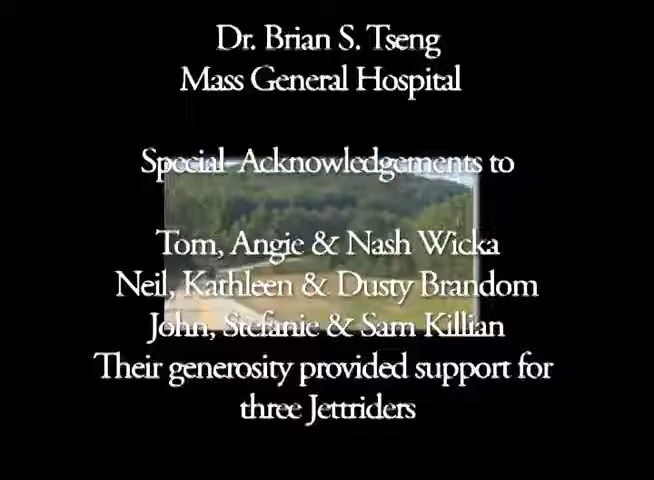 Dr. Brian S. Tseng
Mass General Hospital
Special Acknowledgements to
Tom, Angie & Nash Wicka
Neil, Kathleen & Dusty Brandom
John, Stefanie & Sam Killian
Their generosity provided support for
three Jettriders